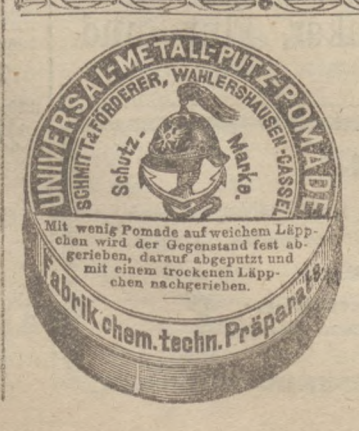 UNIVERSAL-METALL-PUTZ-POMADE
SCHMITT & FÖRDERER, WAHLERSHAUSEN-CASSEL
Schutz- Marke.
Mit wenig Pomade auf weichem Läpp-
chen wird der Gegenstand fest ab-
gerieben, darauf abgeputzt und
mit einem trockenen Läpp-
chen nachgerieben.
Fabrik chem. techn. Präparate.